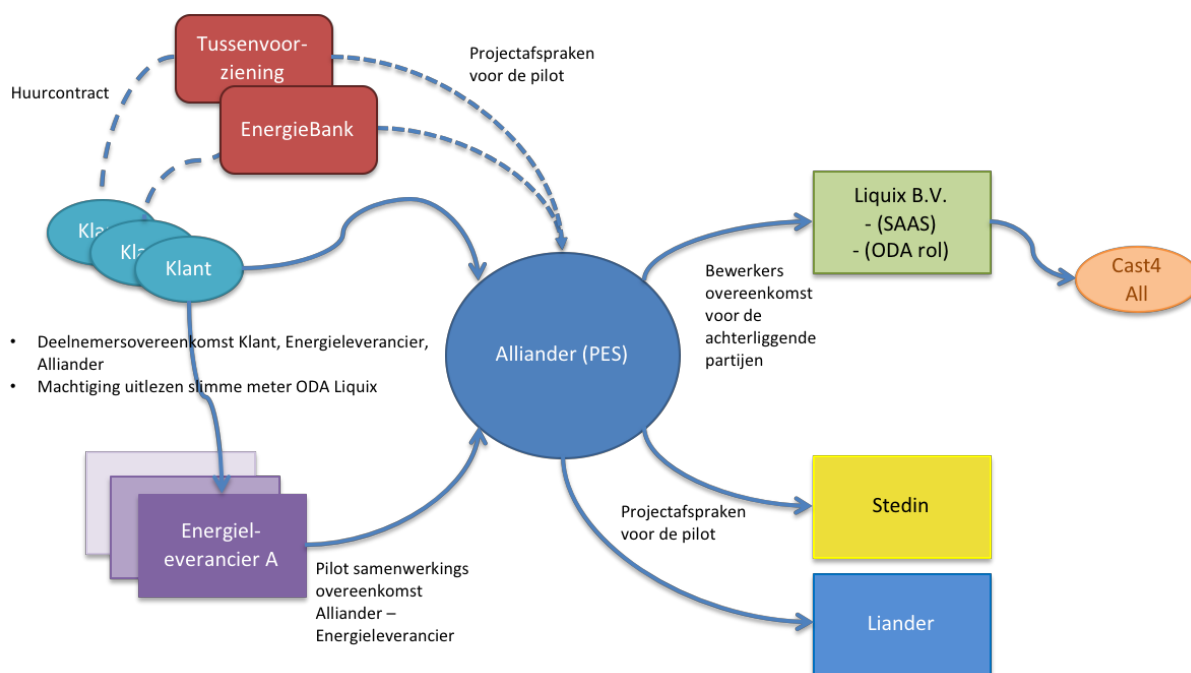 Tussenvoor-
ziening
Projectafspraken
voor de pilot
Huurcontract
EnergieBank
Liquix B.V.
- (SAAS)
- (ODA rol)
Kla
Kla
Klant
Cast4
All
Bewerkers
overeenkomst
voor de
achterliggende
partijen
• Deelnemersovereenkomst Klant, Energieleverancier,
Alliander
• Machtiging uitlezen slimme meter ODA Liquix
Alliander (PES)
Stedin
Projectafspraken
voor de pilot
Energiel-
everancier A
Pilot samenwerkings
overeenkomst
Alliander –
Energieleverancier
Liander